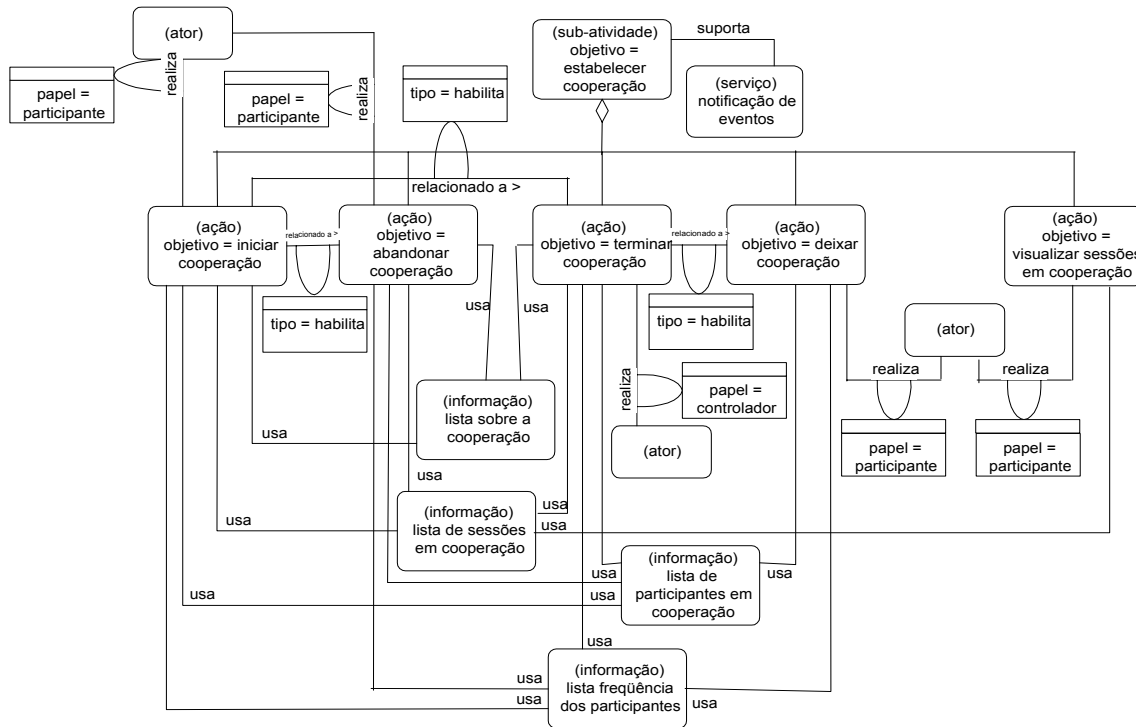 (ator)
realiza
papel =
participante
papel =
participante
realiza
tipo = habilita
(sub-atividade)
objetivo =
estabelecer
cooperação
suporta
(serviço)
notificação de
eventos
relacionado a >
(ação)
objetivo = iniciar
cooperação
relacionado a >
(ação)
objetivo =
abandonar
cooperação
(ação)
objetivo = terminar
cooperação
relacionado a >
(ação)
objetivo = deixar
cooperação
(ação)
objetivo =
visualizar sessões
em cooperação
tipo = habilita
usa
usa
tipo = habilita
(ator)
realiza
realiza
realiza
papel =
controlador
(informação)
lista sobre a
cooperação
usa
(ator)
papel =
participante
papel =
participante
usa
(informação)
lista de sessões
em cooperação
usa
usa
usa
(informação)
lista de
participantes em
cooperação
usa
usa
usa
usa
usa
(informação)
lista freqüência
dos participantes
usa
usa
usa